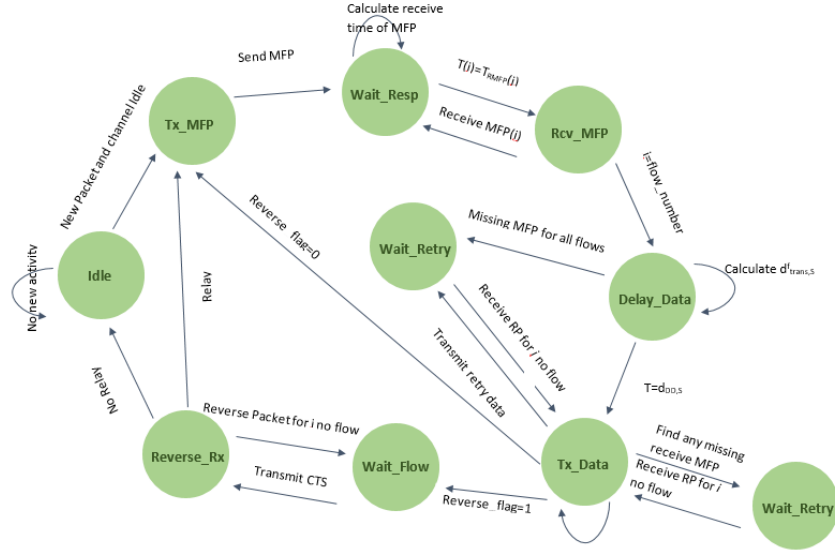 Calculate receive
time of MFP
Send MFP
T(i)=T_RMFP(i)
Wait_Resp
Tx_MFP
Receive MFP(i)
Rcv_MFP
New Packet and channel Idle
i=flow_number
Reverse_flag=0
Missing MFP for all flows
Wait_Retry
Idle
Calculate d^f_trans,S
No new activity
Delay_Data
Relay
Receive RP for i no flow
Transmit retry data
T=d_DD,S
No Relay
Reverse Packet for i no flow
Find any missing
receive MFP
Reverse_Rx
Wait_Flow
Tx_Data
Receive RP for i
no flow
Transmit CTS
Reverse_flag=1
Wait_Retry